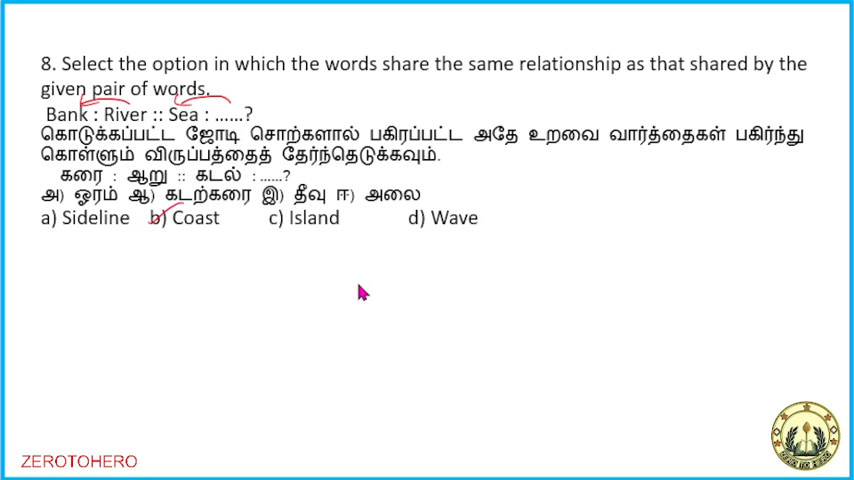 8. Select the option in which the words share the same relationship as that shared by the
given pair of words.
Bank : River :: Sea : ......?
கொடுக்கப்பட்ட ஜோடி சொற்களால் பகிரப்பட்ட அதே உறவை வார்த்தைகள் பகிர்ந்து
கொள்ளும் விருப்பத்தைத் தேர்ந்தெடுக்கவும்.
கரை : ஆறு :: கடல் : ......?
அ) ஓரம் ஆ) கடற்கரை இ) தீவு ஈ) அலை
a) Sideline b) Coast c) Island d) Wave
ZEROTOHERO